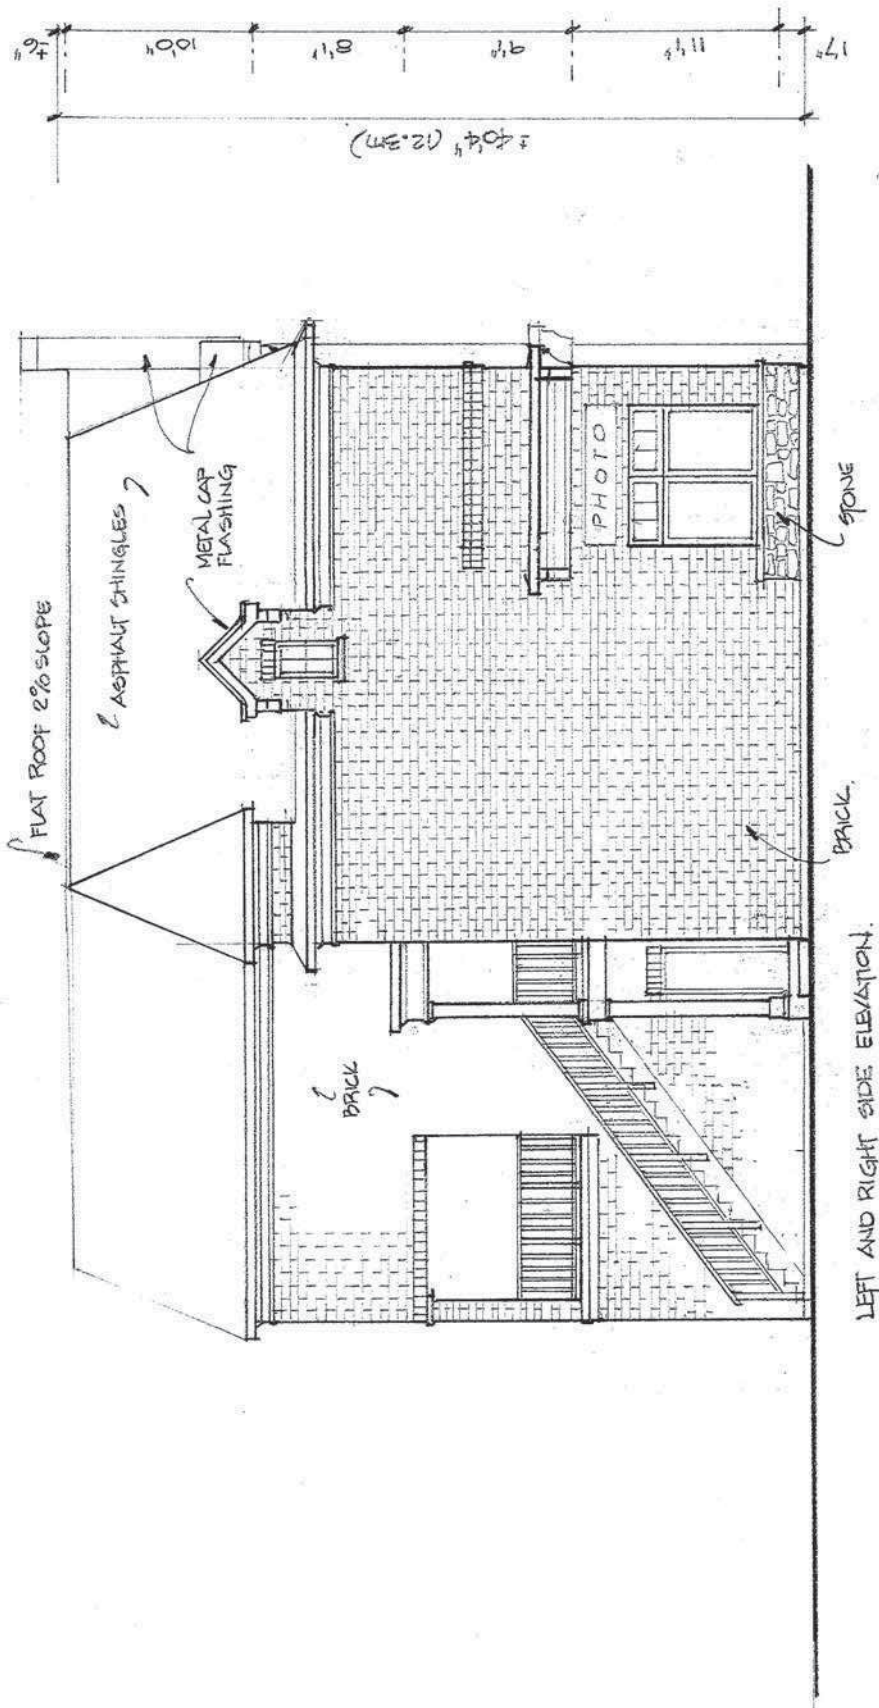 FLAT ROOF 2% SLOPE
ASPHALT SHINGLES
METAL CAP
FLASHING
BRICK
PHOTO
BRICK.
STONE
LEFT AND RIGHT SIDE ELEVATION.
±6"
10'0"
8'1"
9'1"
11'1"
1'7"
±40'4" (12.3m)